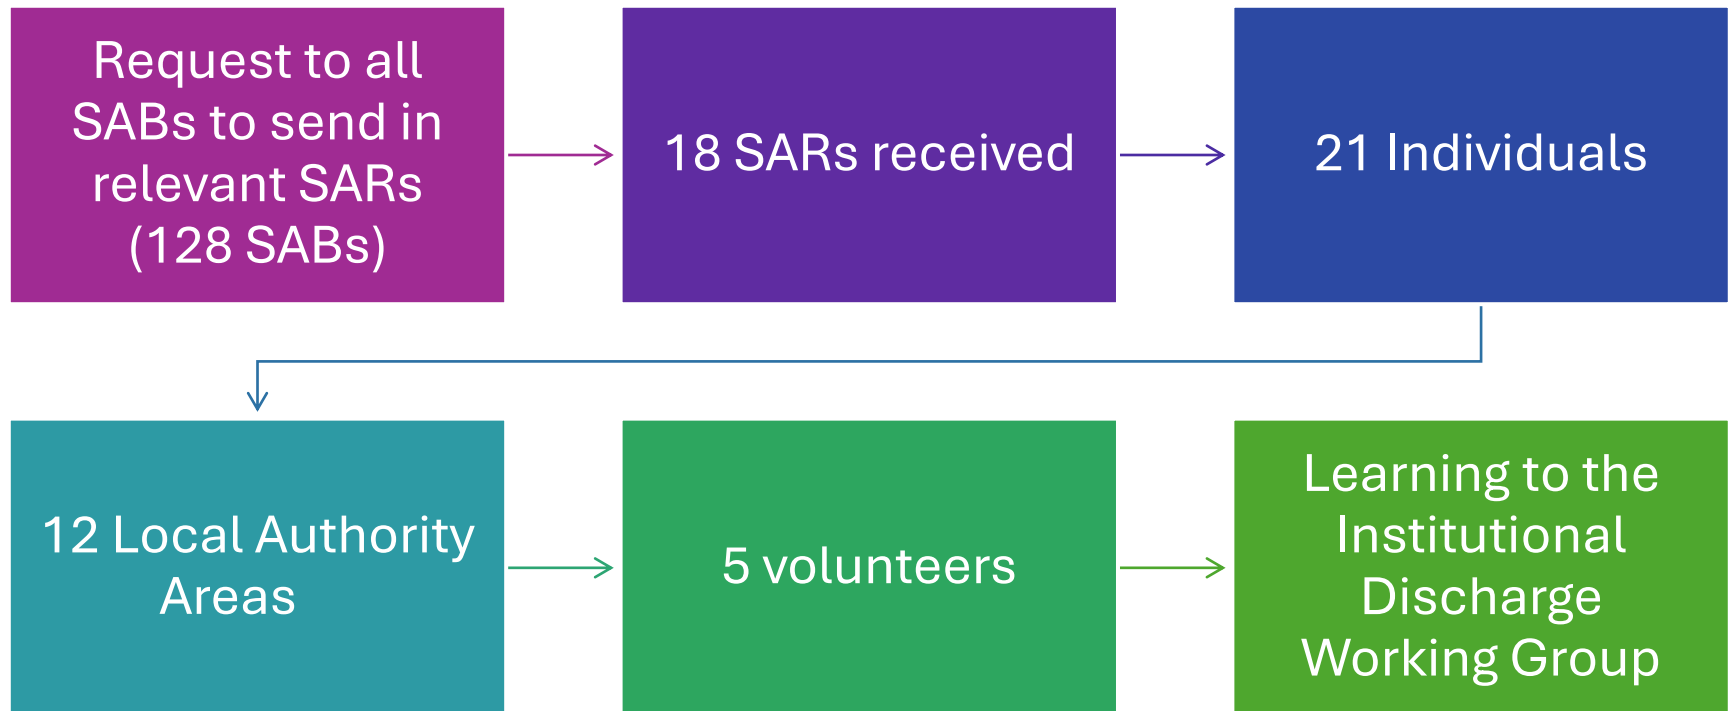 Request to all
SABs to send in
relevant SARs
(128 SABs)
18 SARs received
21 Individuals
12 Local Authority
Areas
5 volunteers
Learning to the
Institutional
Discharge
Working Group